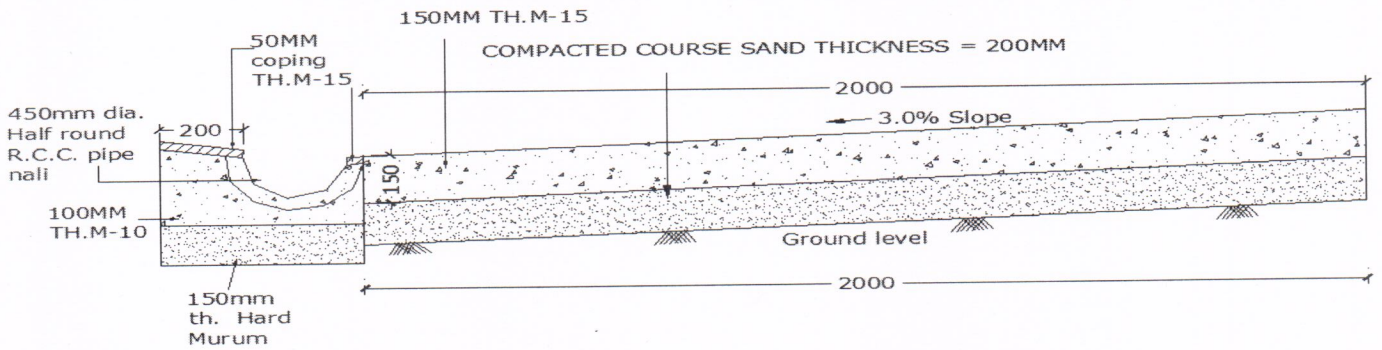 150MM TH.M-15
50MM
coping
TH.M-15
COMPACTED COURSE SAND THICKNESS = 200MM
2000
450mm dia.
Half round
R.C.C. pipe
nali
200
3.0% Slope
150
100MM
TH.M-10
Ground level
2000
150mm
th. Hard
Murum